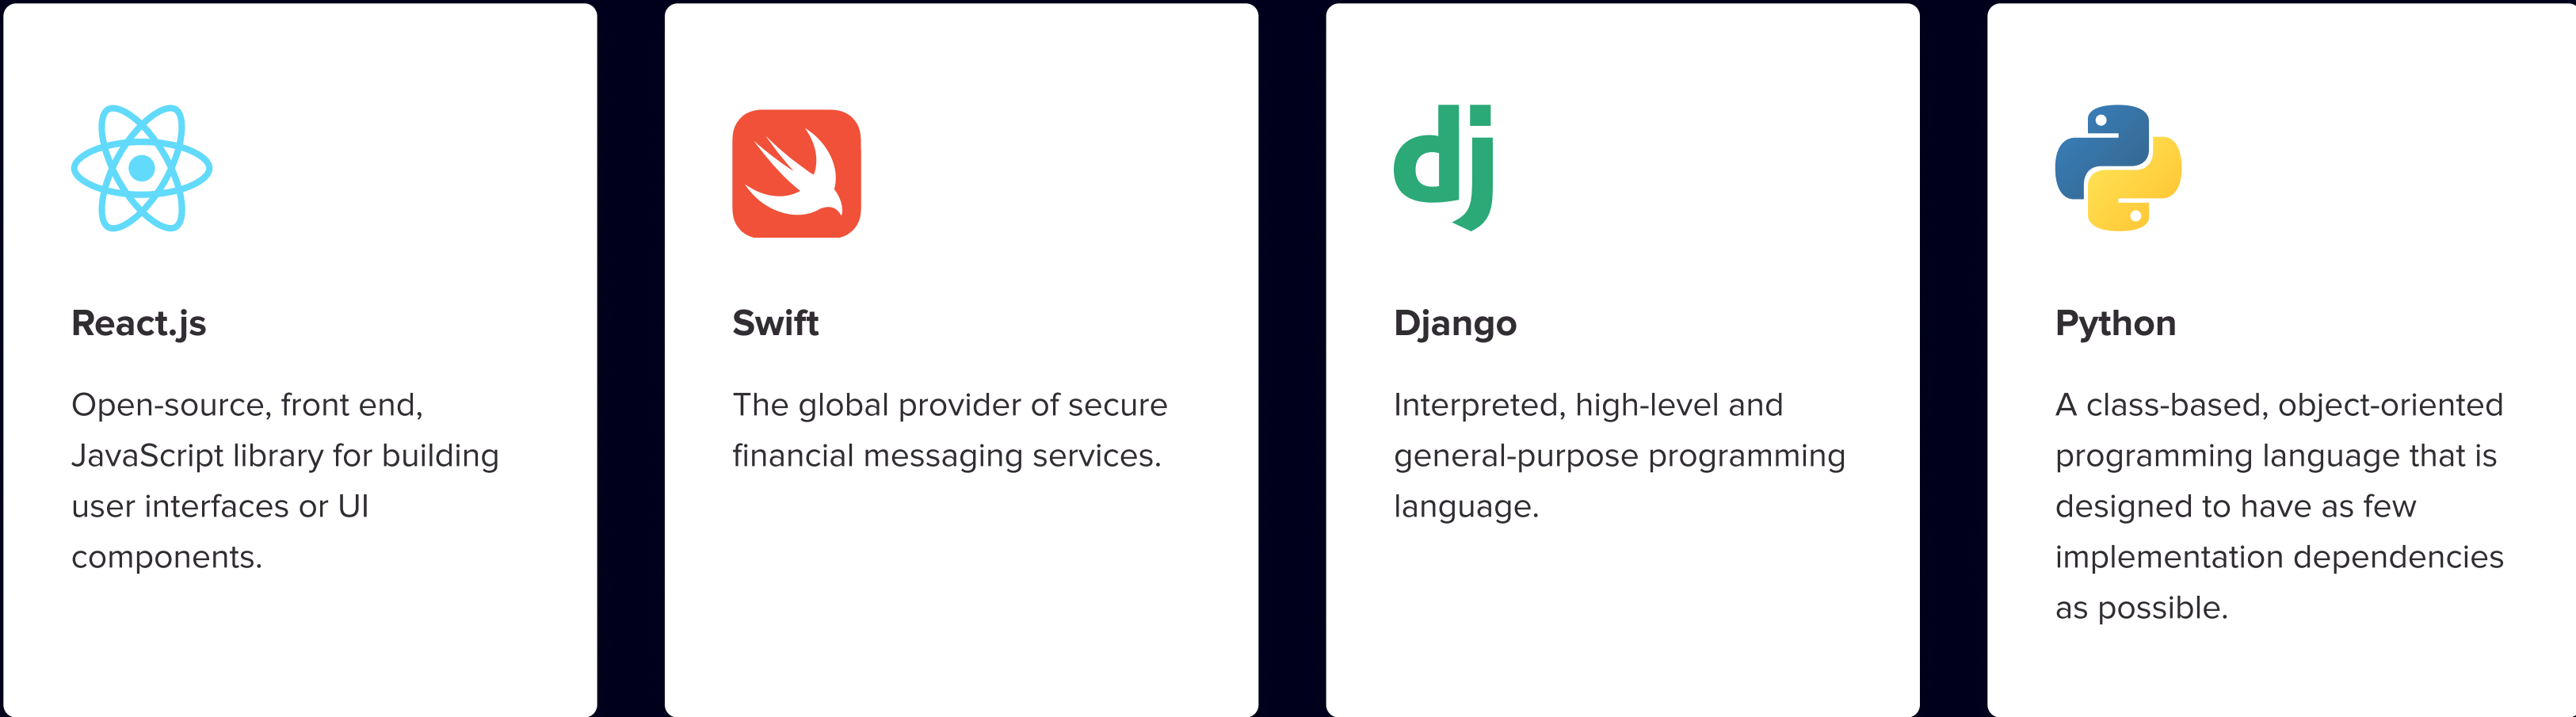 React.js
Open-source, front end,
JavaScript library for building
user interfaces or UI
components.
Swift
The global provider of secure
financial messaging services.
dj
Django
Interpreted, high-level and
general-purpose programming
language.
Python
A class-based, object-oriented
programming language that is
designed to have as few
implementation dependencies
as possible.